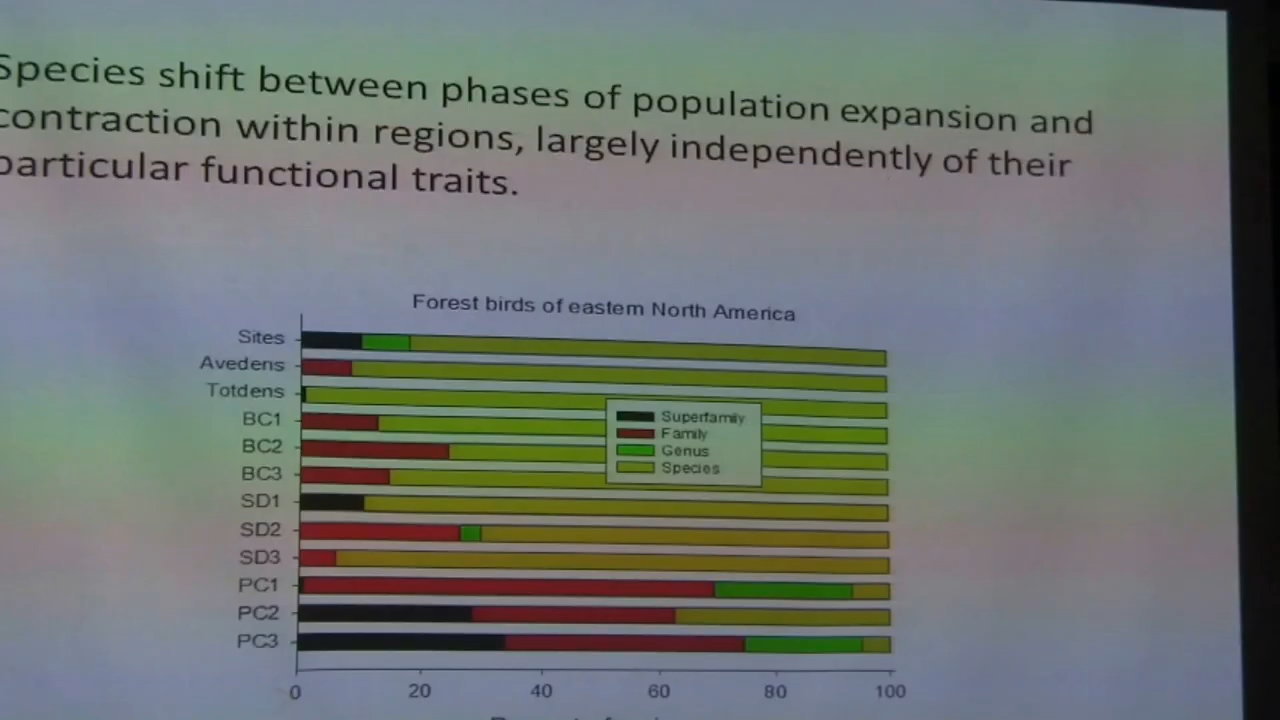 Species shift between phases of population expansion and
contraction within regions, largely independently of their
particular functional traits.
Forest birds of eastern North America
Sites
Avedens
Totdens
BC1
BC2
BC3
SD1
SD2
SD3
PC1
PC2
PC3
Superfamily
Family
Genus
Species
0 20 40 60 80 100